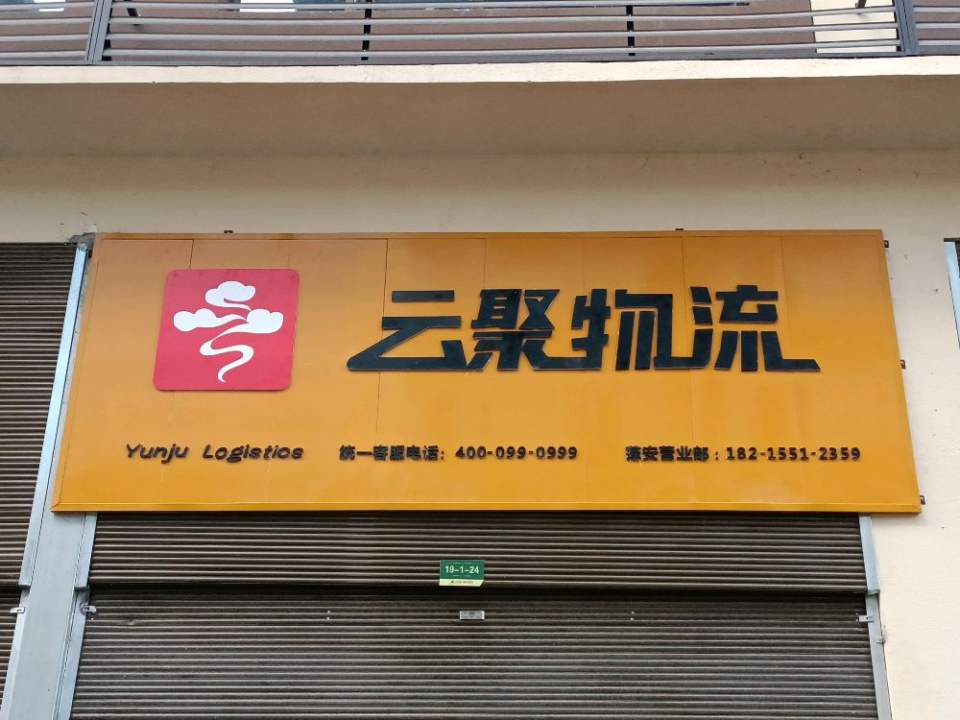 云聚物流
Yunju Logistics 统一客服电话：400-099-0999 蓬安营业部：182-1551-2359
19-1-24